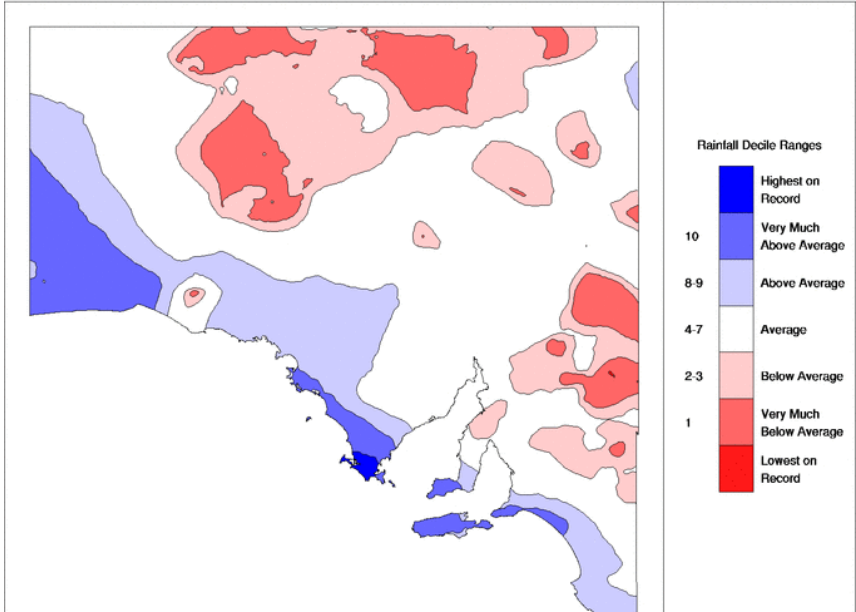 Rainfall Decile Ranges
Highest on
Record
10
Very Much
Above Average
8-9
Above Average
4-7
Average
2-3
Below Average
1
Very Much
Below Average
Lowest on
Record